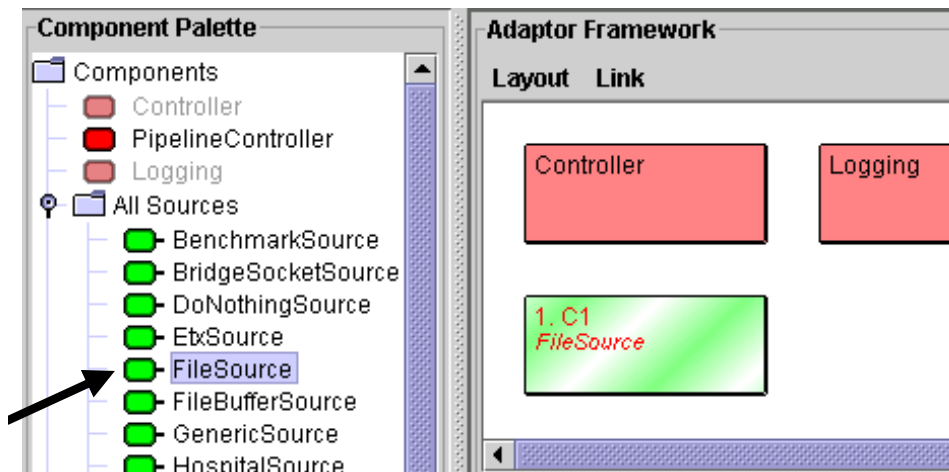 Component Palette
Components
Controller
PipelineController
Logging
All Sources
BenchmarkSource
BridgeSocketSource
DoNothingSource
EtxSource
FileSource
FileBufferSource
GenericSource
HospitalSource
Adaptor Framework
Layout Link
Controller
Logging
1. C1
FileSource